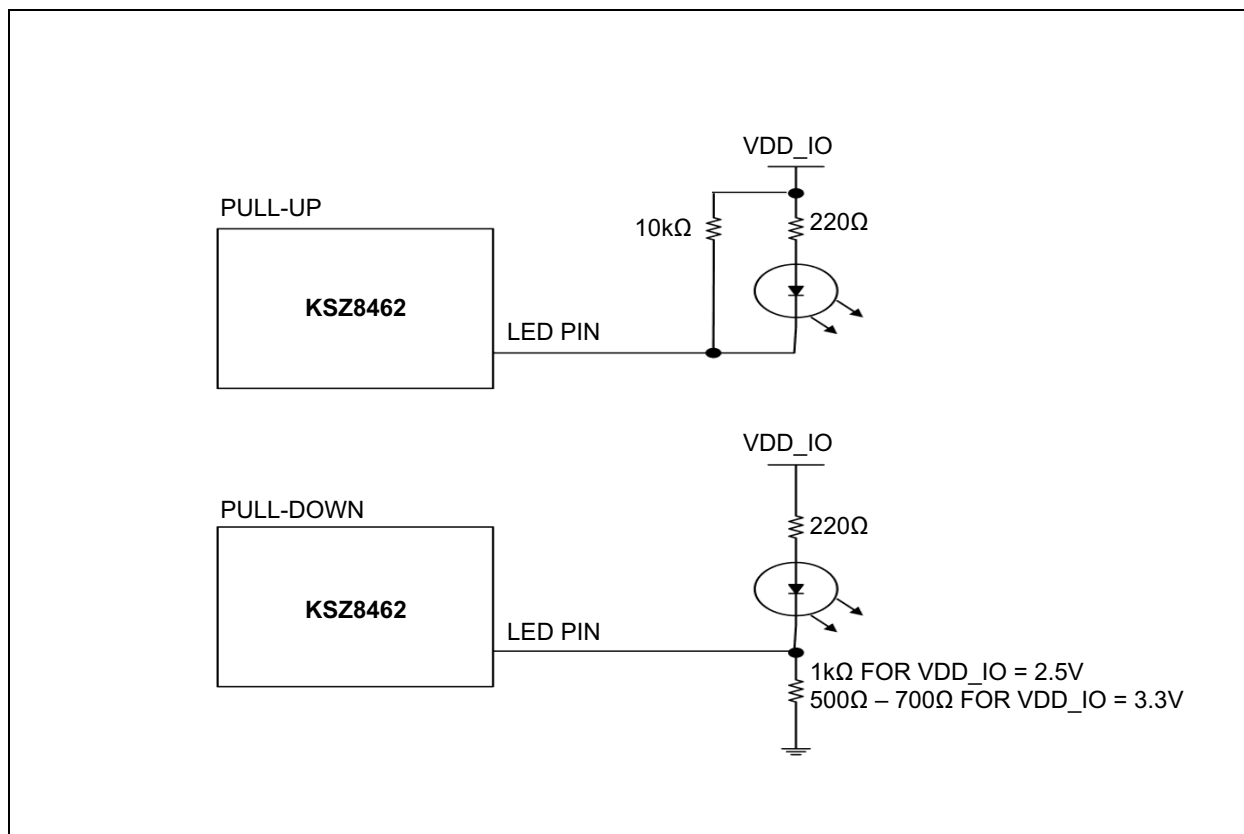 VDD_IO
PULL-UP
10kΩ
220Ω
KSZ8462
LED PIN
VDD_IO
PULL-DOWN
220Ω
KSZ8462
LED PIN
1kΩ FOR VDD_IO = 2.5V
500Ω – 700Ω FOR VDD_IO = 3.3V